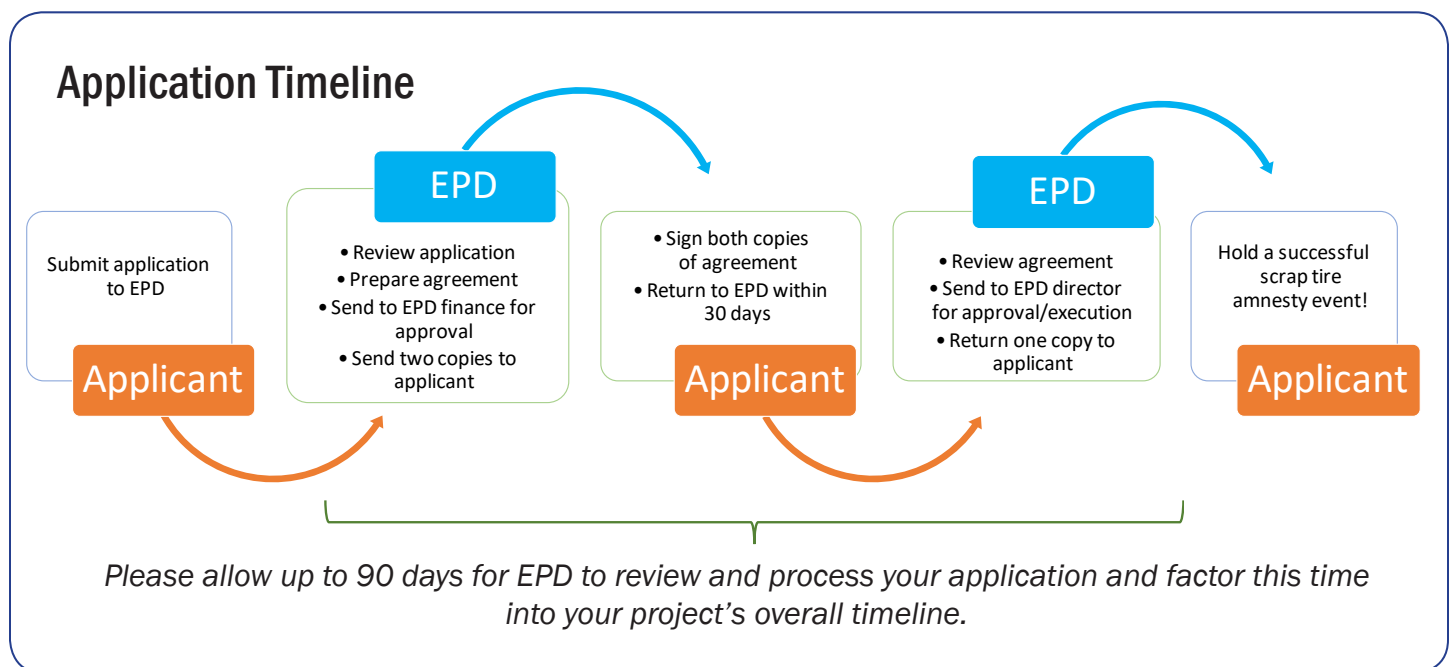 Application Timeline
Submit application
to EPD
Applicant
EPD
• Review application
• Prepare agreement
• Send to EPD finance for
approval
• Send two copies to
applicant
• Sign both copies
of agreement
• Return to EPD within
30 days
Applicant
EPD
• Review agreement
• Send to EPD director
for approval/execution
• Return one copy to
applicant
Hold a successful
scrap tire
amnesty event!
Applicant
Please allow up to 90 days for EPD to review and process your application and factor this time
into your project’s overall timeline.